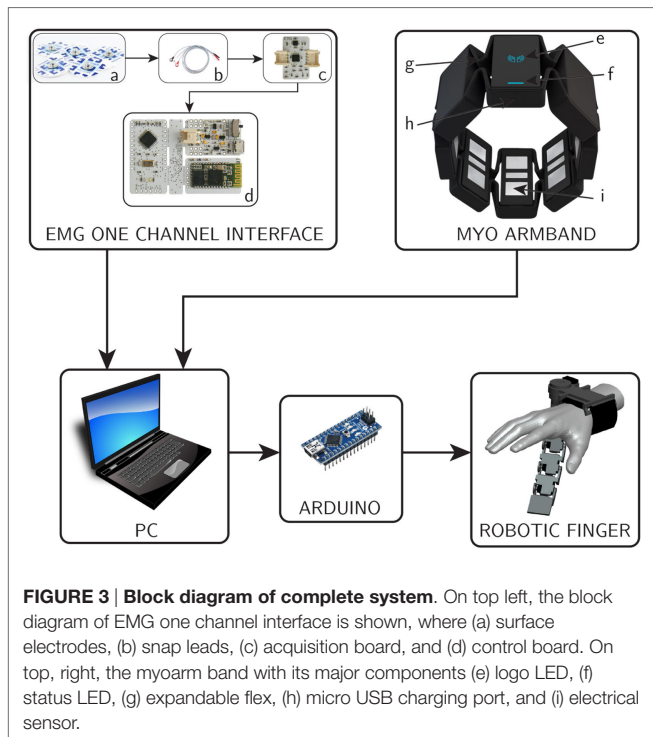 a
b
c
d
EMG ONE CHANNEL INTERFACE
e
f
g
h
i
MYO ARMBAND
PC
ARDUINO
ROBOTIC FINGER
FIGURE 3 | Block diagram of complete system. On top left, the block
diagram of EMG one channel interface is shown, where (a) surface
electrodes, (b) snap leads, (c) acquisition board, and (d) control board. On
top, right, the myoarm band with its major components (e) logo LED, (f)
status LED, (g) expandable flex, (h) micro USB charging port, and (i) electrical
sensor.